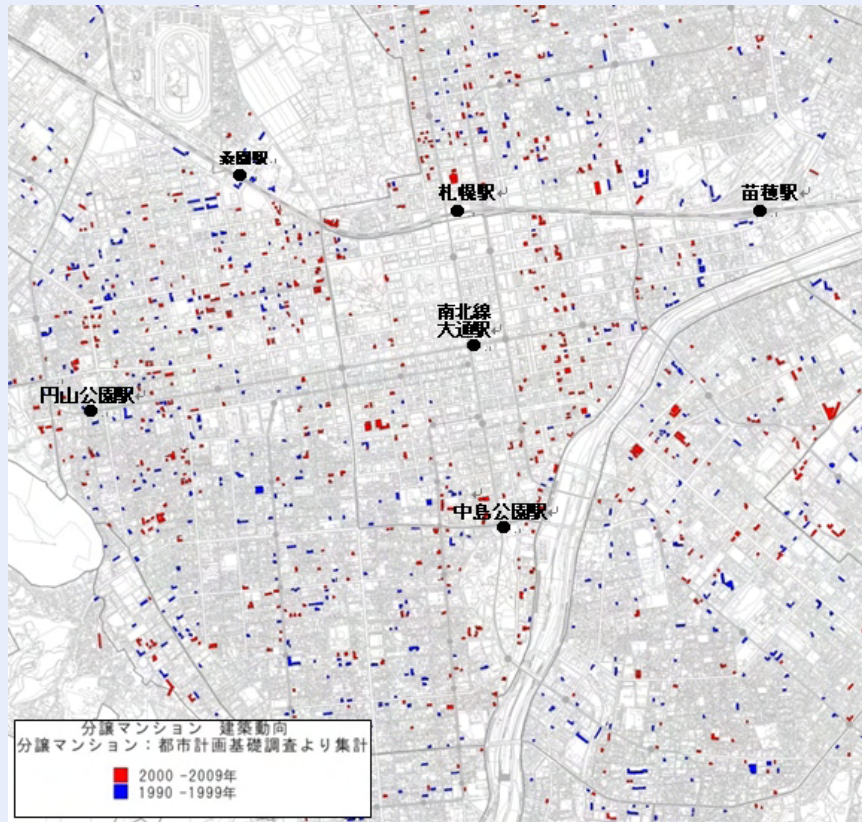 桑園駅
札幌駅
苗穂駅
南北線
大通駅
円山公園駅
中島公園駅
分譲マンション 建築動向
分譲マンション：都市計画基礎調査より集計
2000 -2009年
1990 -1999年